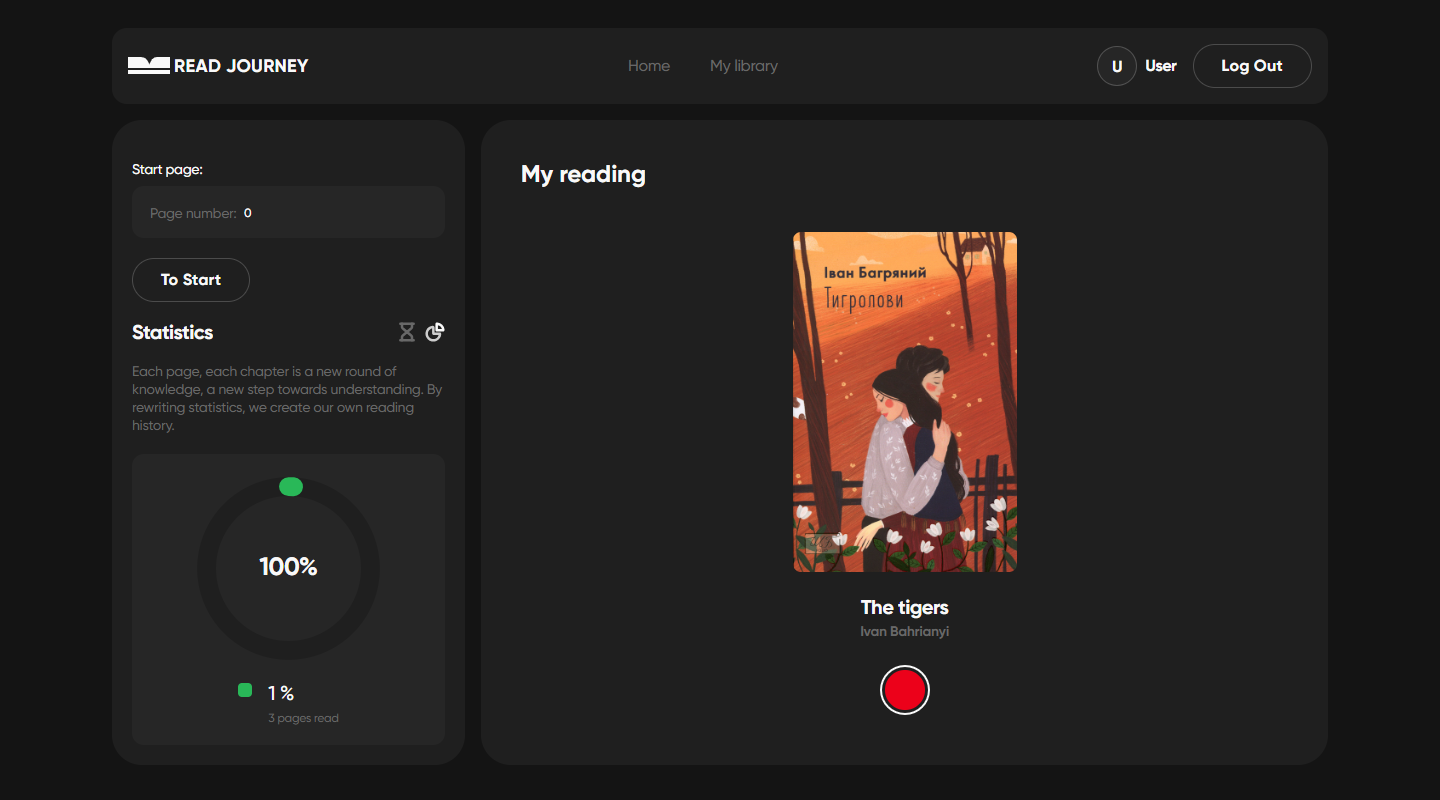 READ JOURNEY
Home
My library
U
User
Log Out
Start page:
Page number: 0
To Start
Statistics
Each page, each chapter is a new round of
knowledge, a new step towards understanding. By
rewriting statistics, we create our own reading
history.
100%
1 %
3 pages read
My reading
Іван Багряний
Тигролови
The tigers
Ivan Bahrianyi